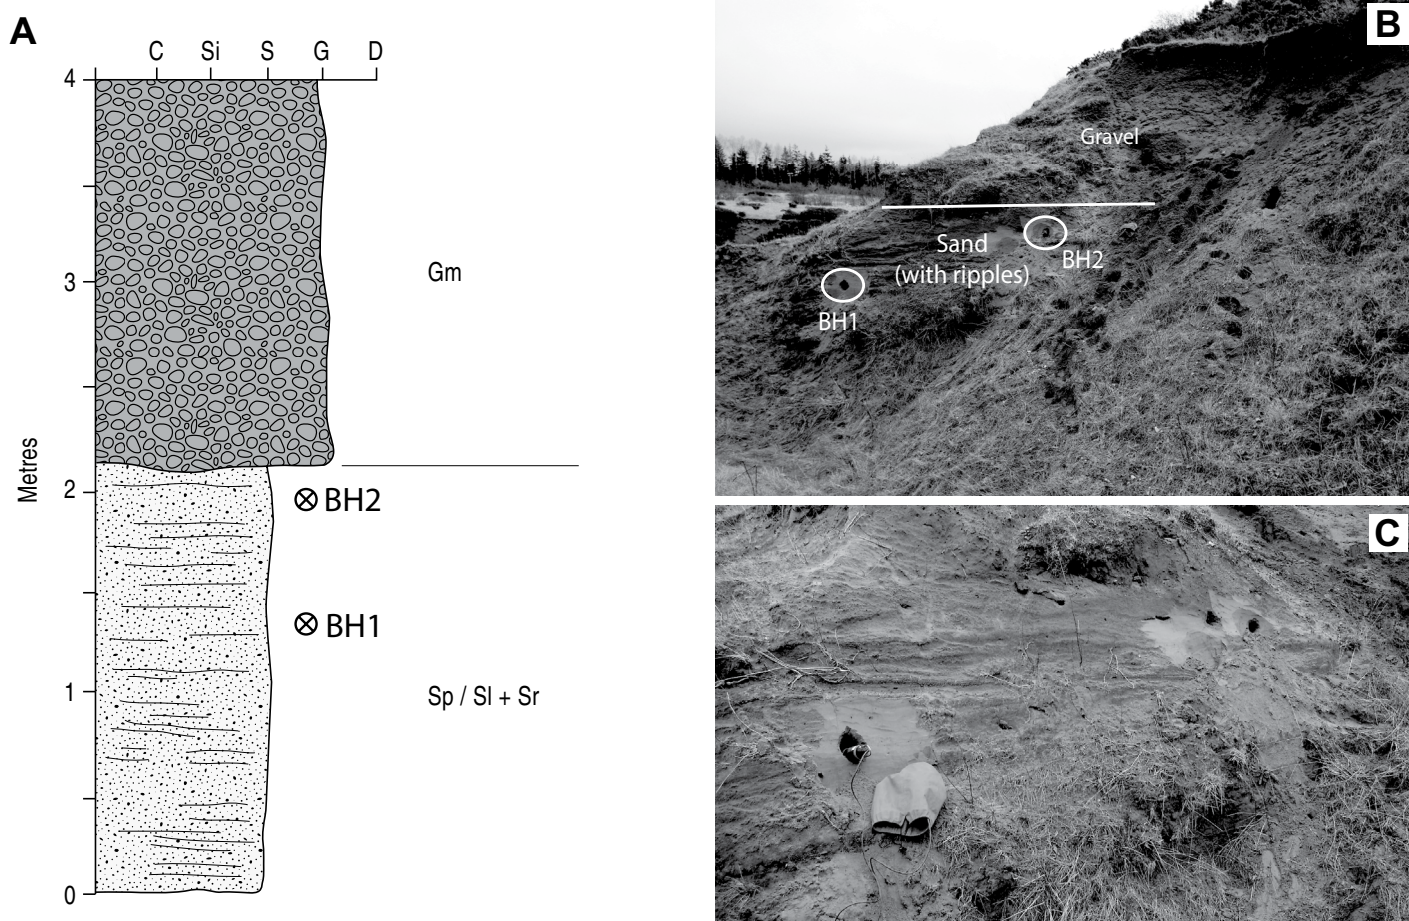 A
C Si S G D
4
3
Gm
Metres
2
⊗ BH2
⊗ BH1
1
Sp / Sl + Sr
0
B
Gravel
Sand
(with ripples)
BH2
BH1
C